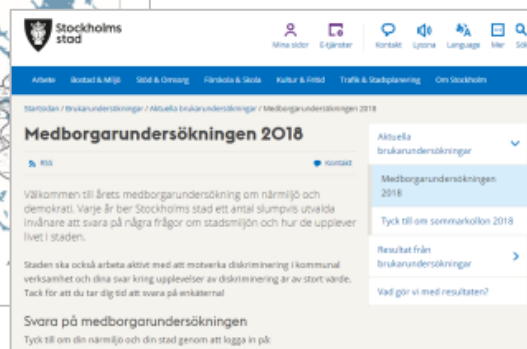 Stockholms
stad
Mina sidor E-tjänster Kontakt Lyssna Language Mer Sök
Arbete Bostad & Miljö Stöd & Omsorg Förskola & Skola Kultur & Fritid Trafik & Stadsplanering Om Stockholm
Startsidan / Brukarundersökningar / Aktuella brukarundersökningar / Medborgarundersökningen 2018
Medborgarundersökningen 2018
RSS Kontakt
Välkommen till årets medborgarundersökning om närmiljö och
demokrati. Varje år ber Stockholms stad ett antal slumpvis utvalda
invånare att svara på några frågor om stadsmiljön och hur de upplever
livet i staden.
Staden ska också arbeta aktivt med att motverka diskriminering i kommunal
verksamhet och dina svar kring upplevelser av diskriminering är av stort värde.
Tack för att du tar dig tid att svara på enkäterna!
Svara på medborgarundersökningen
Tyck till om din närmiljö och din stad genom att logga in på:
Aktuella
brukarundersökningar
Medborgarundersökningen
2018
Tyck till om sommarkollon 2018
Resultat från
brukarundersökningar
Vad gör vi med resultaten?